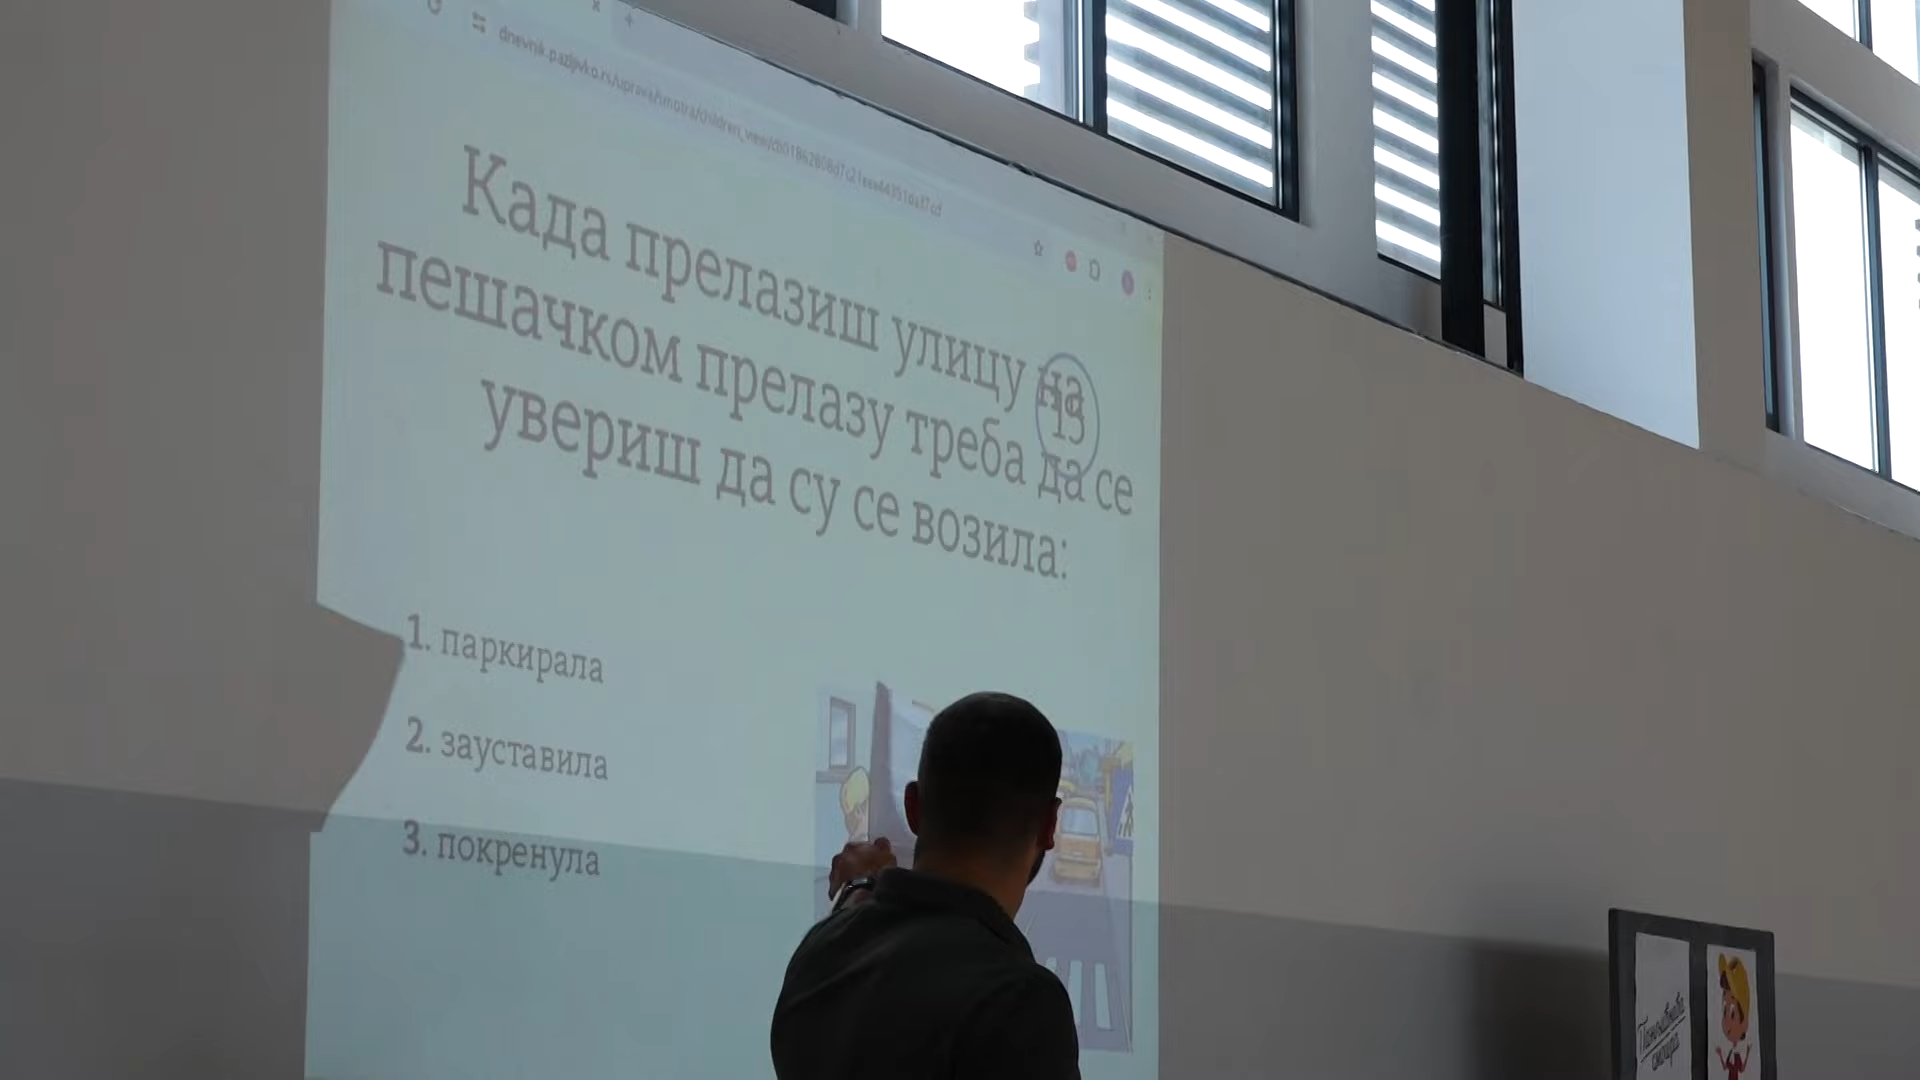 Када прелазиш улицу на
пешачком прелазу треба да се
увериш да су се возила:
15
1. паркирала
2. зауставила
3. покренула
смотра